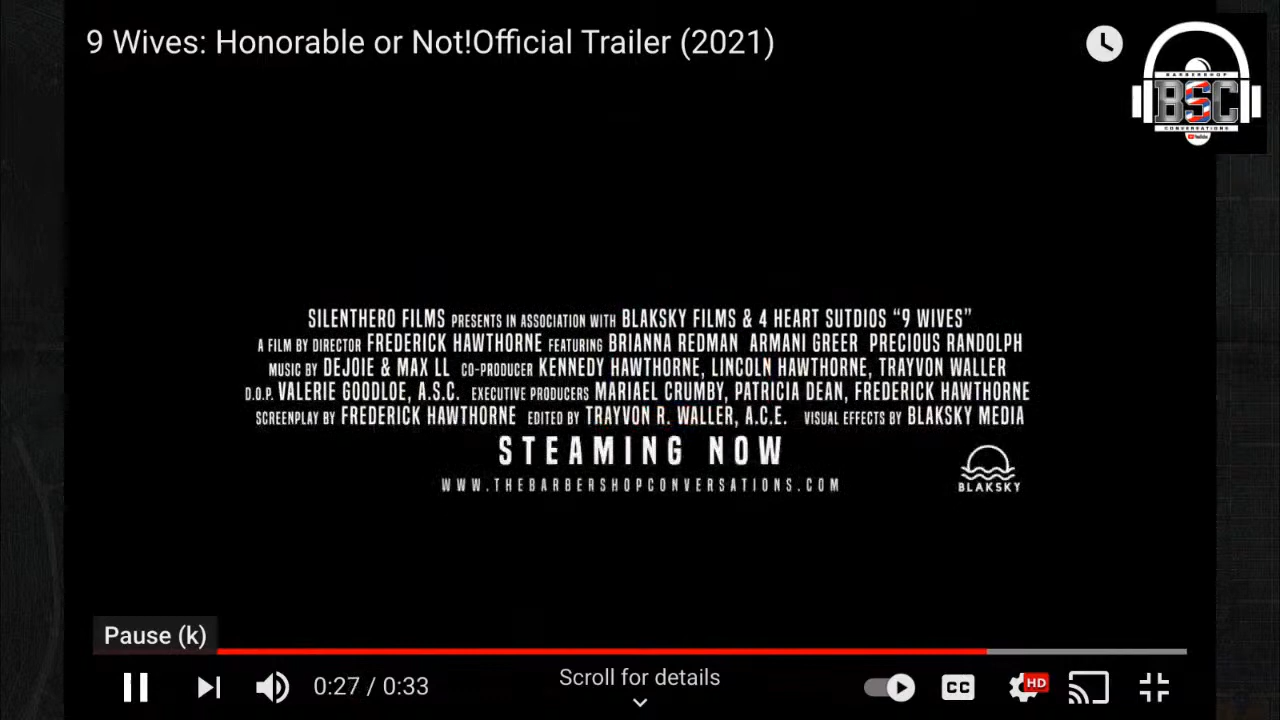 9 Wives: Honorable or Not!Official Trailer (2021)
BARBERSHOP
BSC
CONVERSATIONS
YouTube
SILENTHERO FILMS PRESENTS IN ASSOCIATION WITH BLAKSKY FILMS & 4 HEART SUTDIOS “9 WIVES”
A FILM BY DIRECTOR FREDERICK HAWTHORNE FEATURING BRIANNA REDMAN ARMANI GREER PRECIOUS RANDOLPH
MUSIC BY DEJOIE & MAX LL CO-PRODUCER KENNEDY HAWTHORNE, LINCOLN HAWTHORNE, TRAYVON WALLER
D.O.P. VALERIE GOODLOE, A.S.C. EXECUTIVE PRODUCERS MARIAEL CRUMBY, PATRICIA DEAN, FREDERICK HAWTHORNE
SCREENPLAY BY FREDERICK HAWTHORNE EDITED BY TRAYVON R. WALLER, A.C.E. VISUAL EFFECTS BY BLAKSKY MEDIA
STEAMING NOW
WWW.THEBARBERSHOPCONVERSATIONS.COM
BLAKSKY
Pause (k)
0:27 / 0:33
Scroll for details
CC
HD